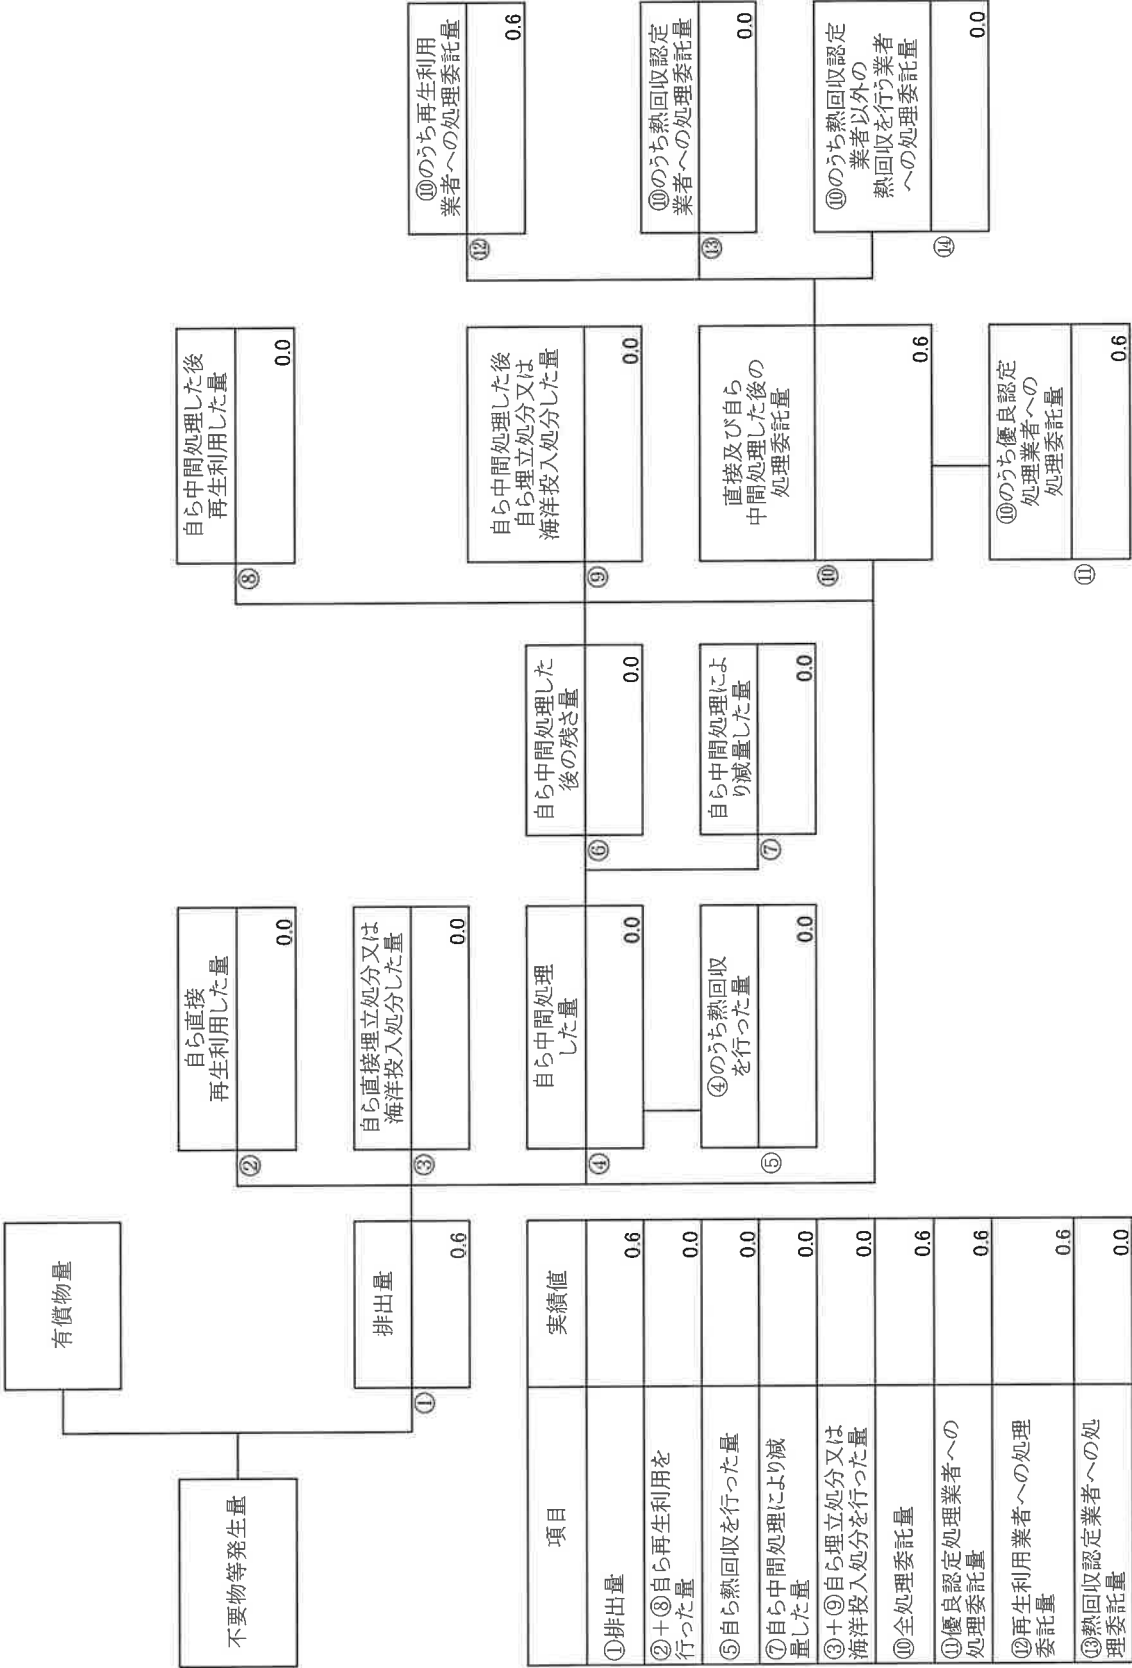 不要物等発生量
有償物量
排出量
①
0.6
自ら直接
再生利用した量
②
0.0
自ら直接埋立処分又は
海洋投入処分した量
③
0.0
自ら中間処理
した量
④
0.0
④のうち熱回収
を行った量
⑤
0.0
自ら中間処理した
後の残さ量
⑥
0.0
自ら中間処理によ
り減量した量
⑦
0.0
自ら中間処理した後
再生利用した量
⑧
0.0
自ら中間処理した後
自ら埋立処分又は
海洋投入処分した量
⑨
0.0
直接及び自ら
中間処理した後の
処理委託量
⑩
0.6
⑩のうち優良認定
処理業者への
処理委託量
⑪
0.6
⑩のうち再生利用
業者への処理委託量
⑫
0.6
⑩のうち熱回収認定
業者への処理委託量
⑬
0.0
⑩のうち熱回収認定
業者以外の
熱回収を行う業者
への処理委託量
⑭
0.0
項目 実績値
①排出量 0.6
②+⑧自ら再生利用を
行った量 0.0
⑤自ら熱回収を行った量 0.0
⑦自ら中間処理により減
量した量 0.0
③+⑨自ら埋立処分又は
海洋投入処分を行った量 0.0
⑩全処理委託量 0.6
⑪優良認定処理業者への
処理委託量 0.6
⑫再生利用業者への処理
委託量 0.6
⑬熱回収認定業者への処
理委託量 0.0